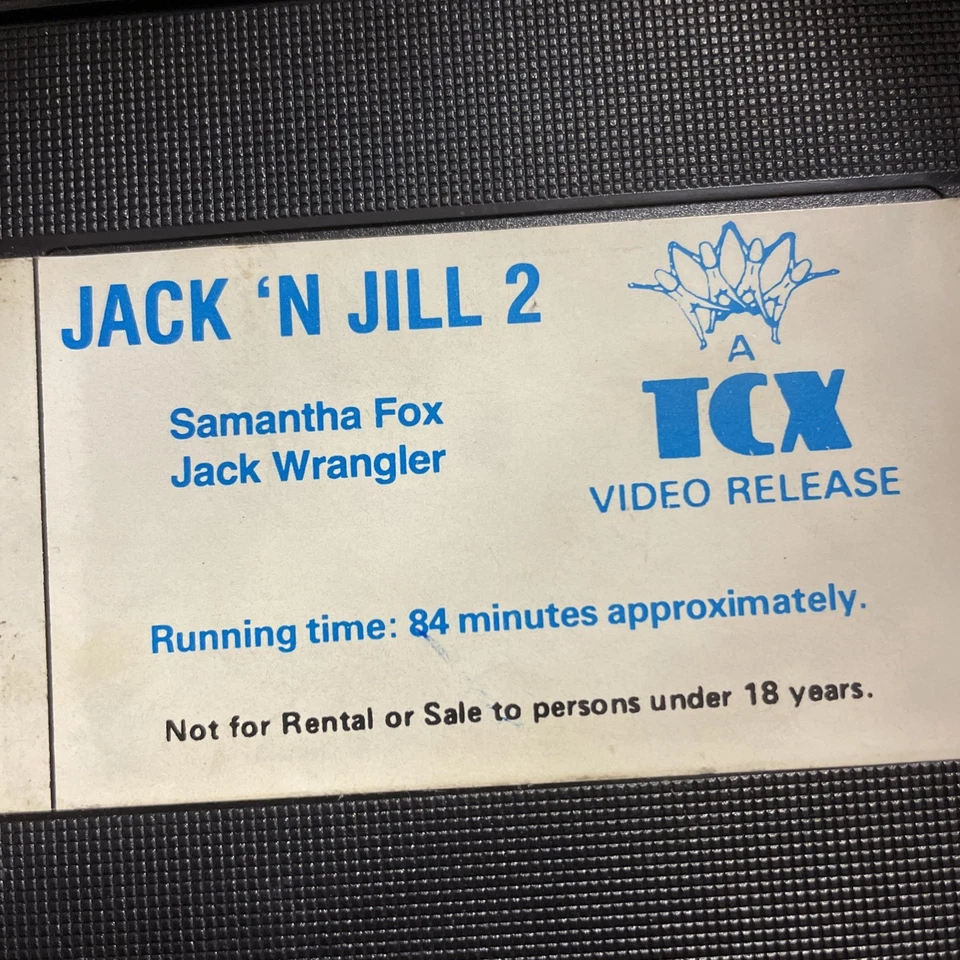 JACK ‘N JILL 2
Samantha Fox
Jack Wrangler
A
TCX
VIDEO RELEASE
Running time: 84 minutes approximately.
Not for Rental or Sale to persons under 18 years.